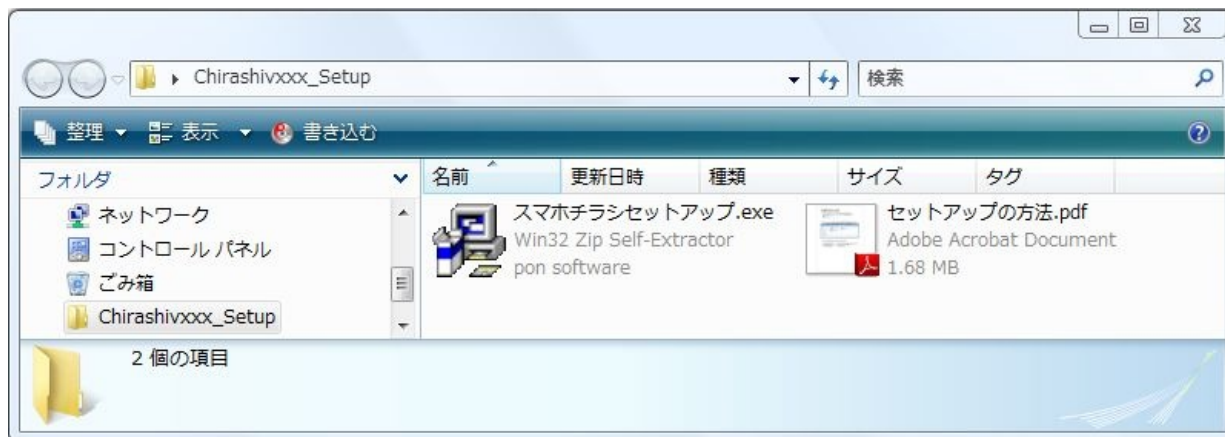 Chirashivxxx_Setup
検索
整理 表示 書き込む
フォルダ
名前 更新日時 種類 サイズ タグ
ネットワーク
コントロール パネル
ごみ箱
Chirashivxxx_Setup
スマホチラシセットアップ.exe
Win32 Zip Self-Extractor
pon software
セットアップの方法.pdf
Adobe Acrobat Document
1.68 MB
2 個の項目